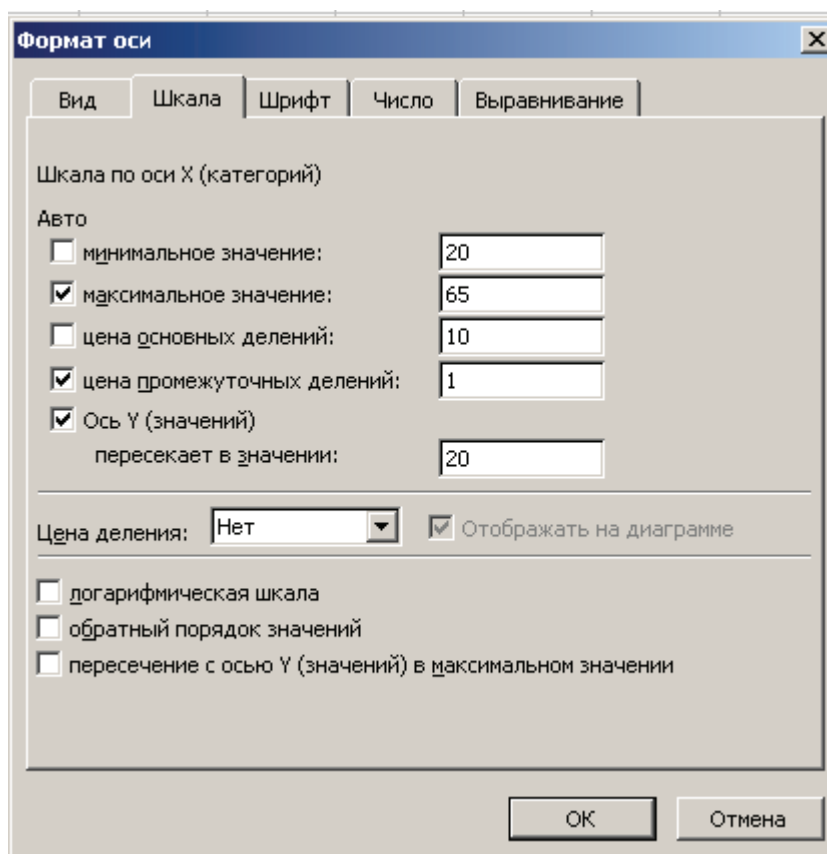 Формат оси
Вид Шкала Шрифт Число Выравнивание
Шкала по оси X (категорий)
Авто
минимальное значение: 20
максимальное значение: 65
цена основных делений: 10
цена промежуточных делений: 1
Ось Y (значений)
пересекает в значении: 20
Цена деления: Нет Отображать на диаграмме
логарифмическая шкала
обратный порядок значений
пересечение с осью Y (значений) в максимальном значении
ОК Отмена